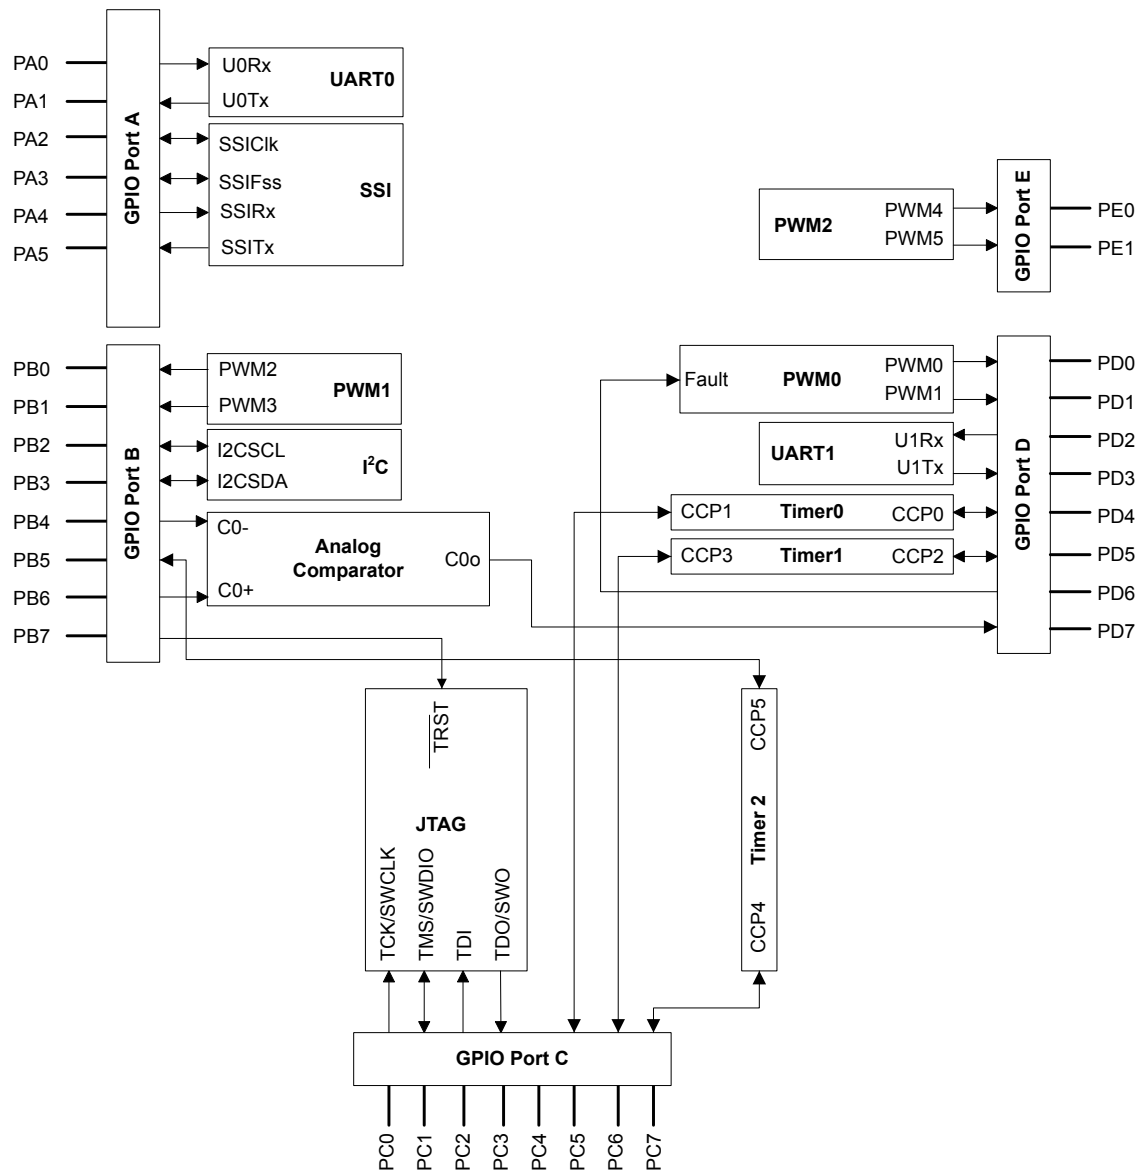 PA0
PA1
PA2
PA3
PA4
PA5
GPIO Port A
U0Rx
U0Tx
UART0
SSIClk
SSIFss
SSIRx
SSITx
SSI
PWM2
PWM4
PWM5
GPIO Port E
PE0
PE1
PB0
PB1
PB2
PB3
PB4
PB5
PB6
PB7
GPIO Port B
PWM2
PWM3
PWM1
I2CSCL
I2CSDA
I²C
C0-
C0+
Analog
Comparator
C0o
Fault
PWM0
PWM0
PWM1
UART1
U1Rx
U1Tx
CCP1
Timer0
CCP0
CCP3
Timer1
CCP2
GPIO Port D
PD0
PD1
PD2
PD3
PD4
PD5
PD6
PD7
TRST
JTAG
TCK/SWCLK
TMS/SWDIO
TDI
TDO/SWO
CCP5
Timer 2
CCP4
GPIO Port C
PC0
PC1
PC2
PC3
PC4
PC5
PC6
PC7